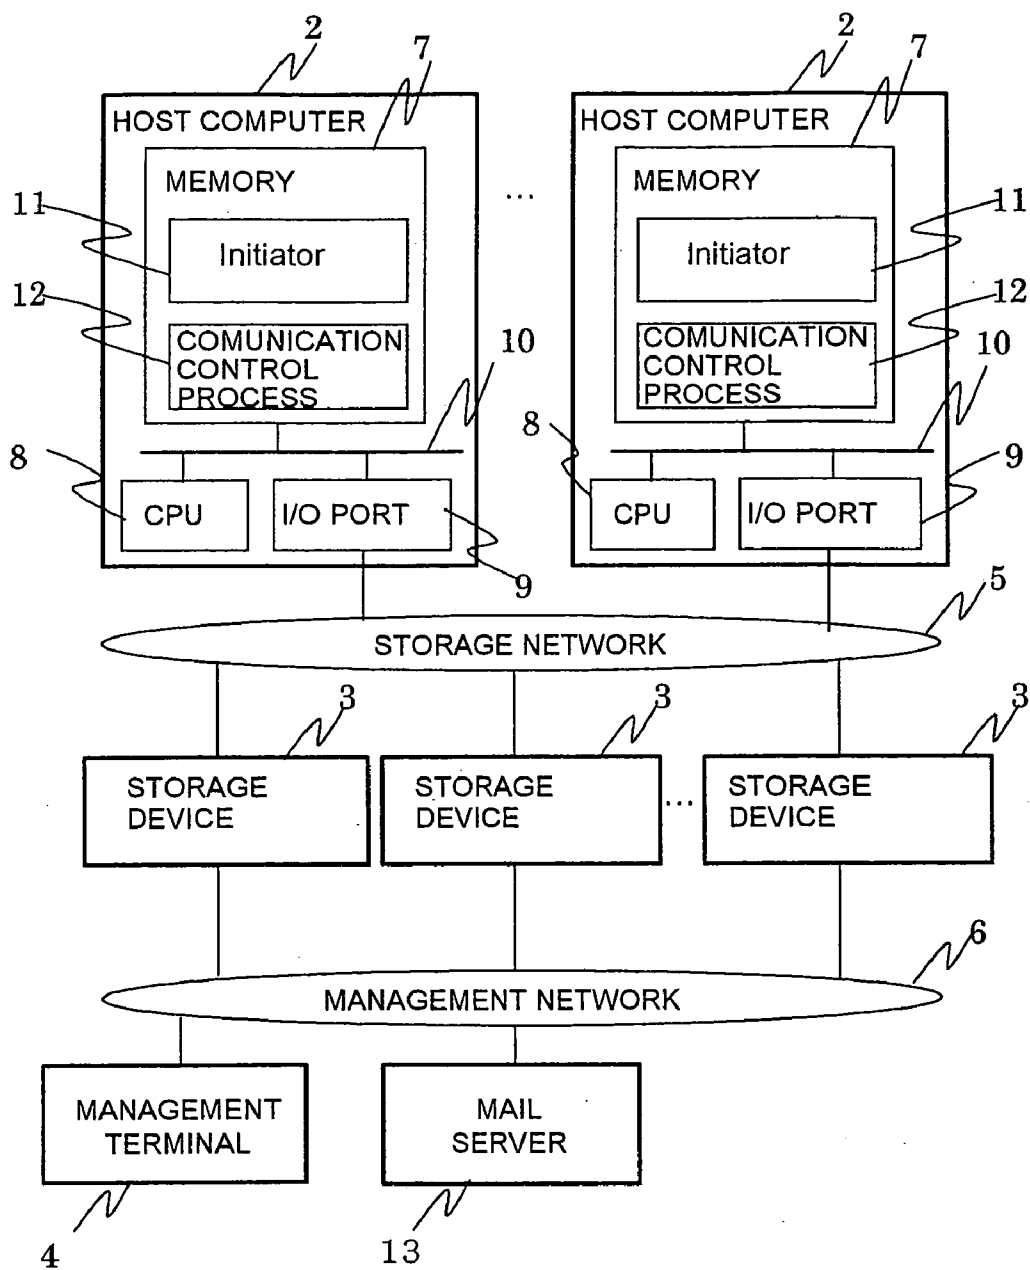 2
7
2
7
HOST COMPUTER
HOST COMPUTER
MEMORY
MEMORY
...
11
11
Initiator
Initiator
12
12
COMUNICATION
CONTROL
PROCESS
COMUNICATION
CONTROL
PROCESS
10
10
8
8
9
CPU
I/O PORT
CPU
I/O PORT
9
5
STORAGE NETWORK
3
3
3
STORAGE
DEVICE
STORAGE
DEVICE
...
STORAGE
DEVICE
6
MANAGEMENT NETWORK
MANAGEMENT
TERMINAL
MAIL
SERVER
4
13